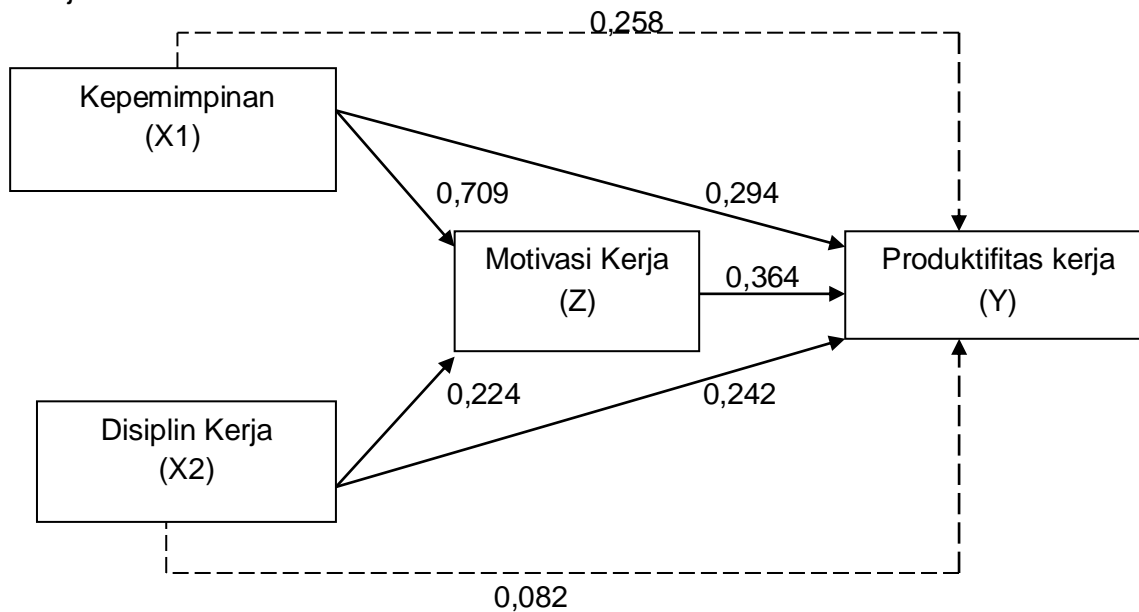 0,258
Kepemimpinan
(X1)
0,709
0,294
Motivasi Kerja
(Z)
0,364
Produktifitas kerja
(Y)
0,224
0,242
Disiplin Kerja
(X2)
0,082